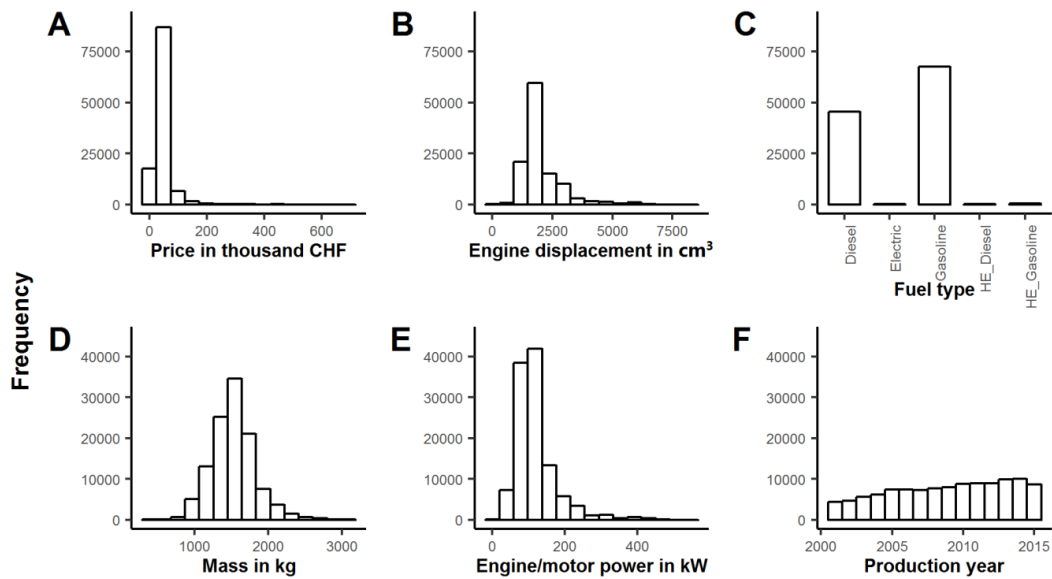 Frequency
A
75000
50000
25000
0
0 200 400 600
Price in thousand CHF
B
75000
50000
25000
0
0 2500 5000 7500
Engine displacement in cm³
C
75000
50000
25000
0
Diesel
Electric
Gasoline
HE_Diesel
HE_Gasoline
Fuel type
D
40000
30000
20000
10000
0
1000 2000 3000
Mass in kg
E
40000
30000
20000
10000
0
0 200 400
Engine/motor power in kW
F
40000
30000
20000
10000
0
2000 2005 2010 2015
Production year